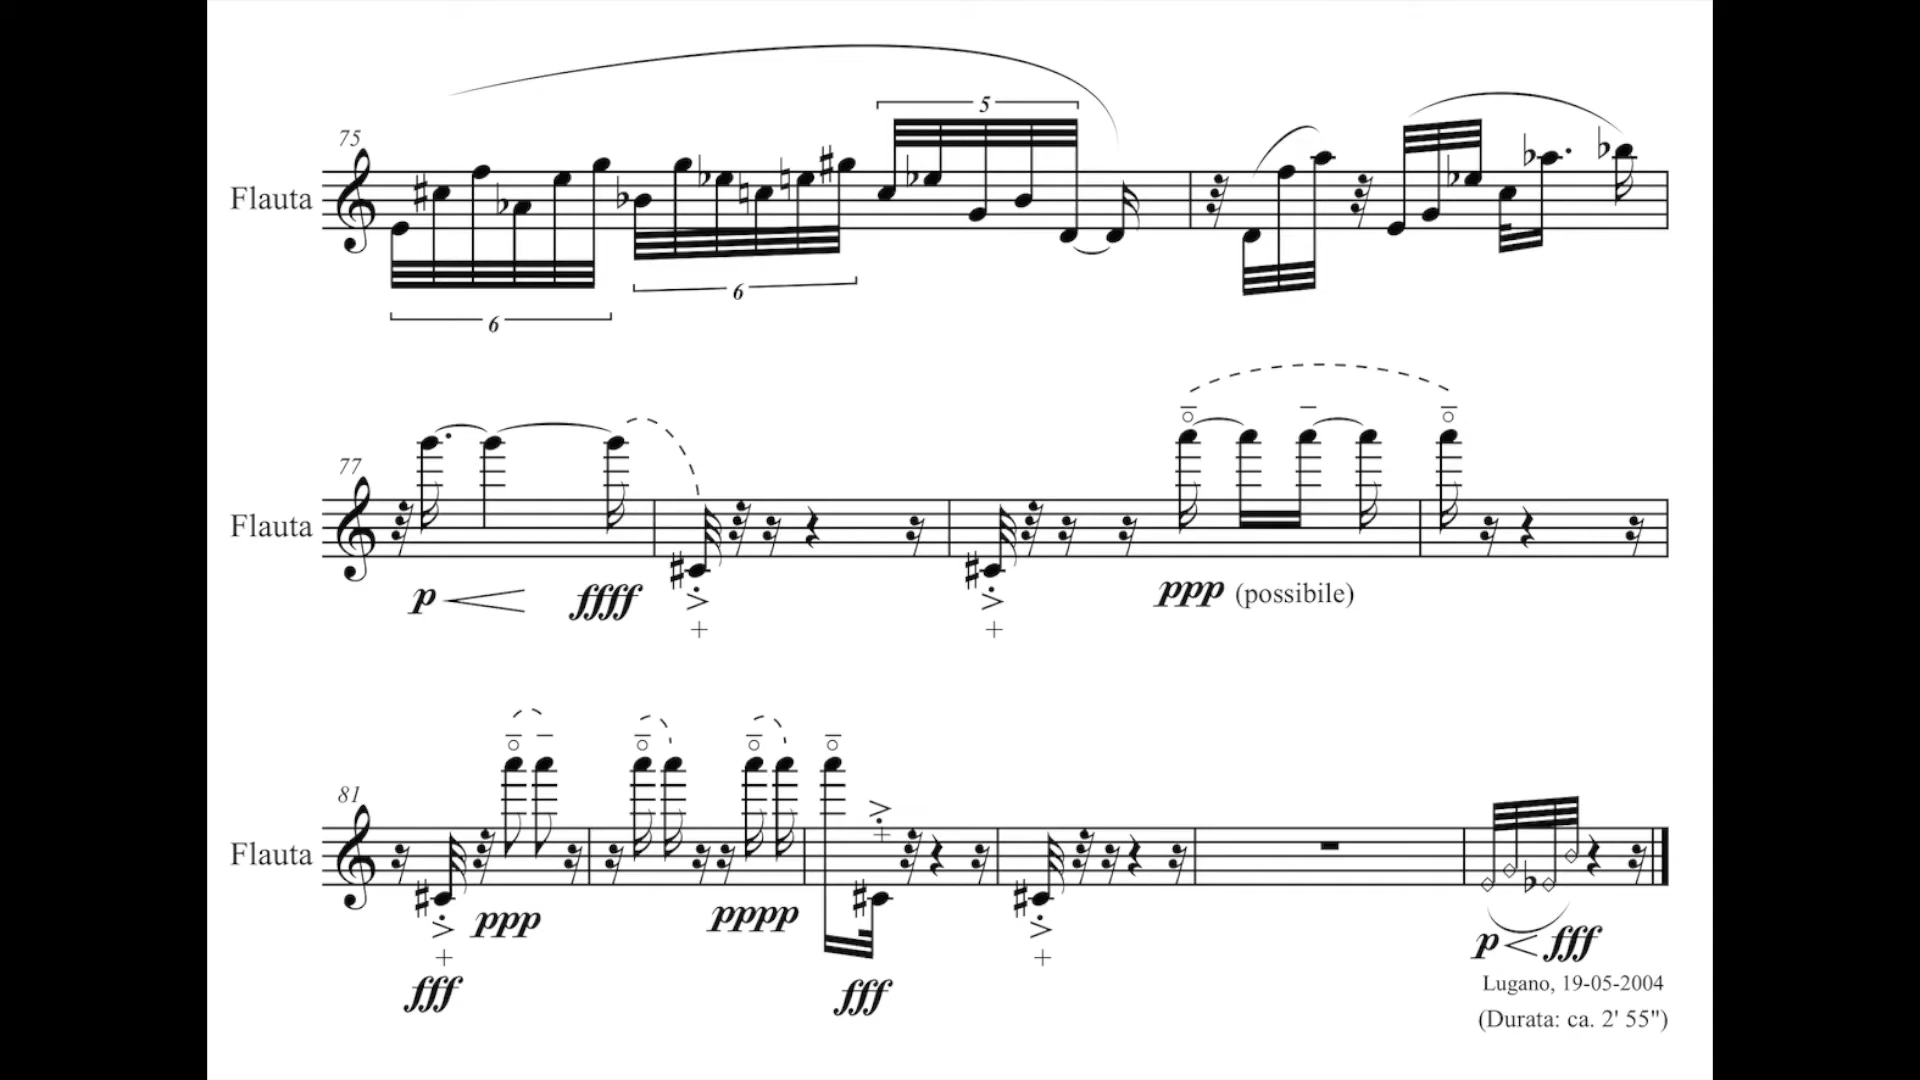 75
5
Flauta
6
6
77
Flauta
p ffff ppp (possibile)
81
Flauta
ppp pppp
fff fff
p fff
Lugano, 19-05-2004
(Durata: ca. 2' 55")